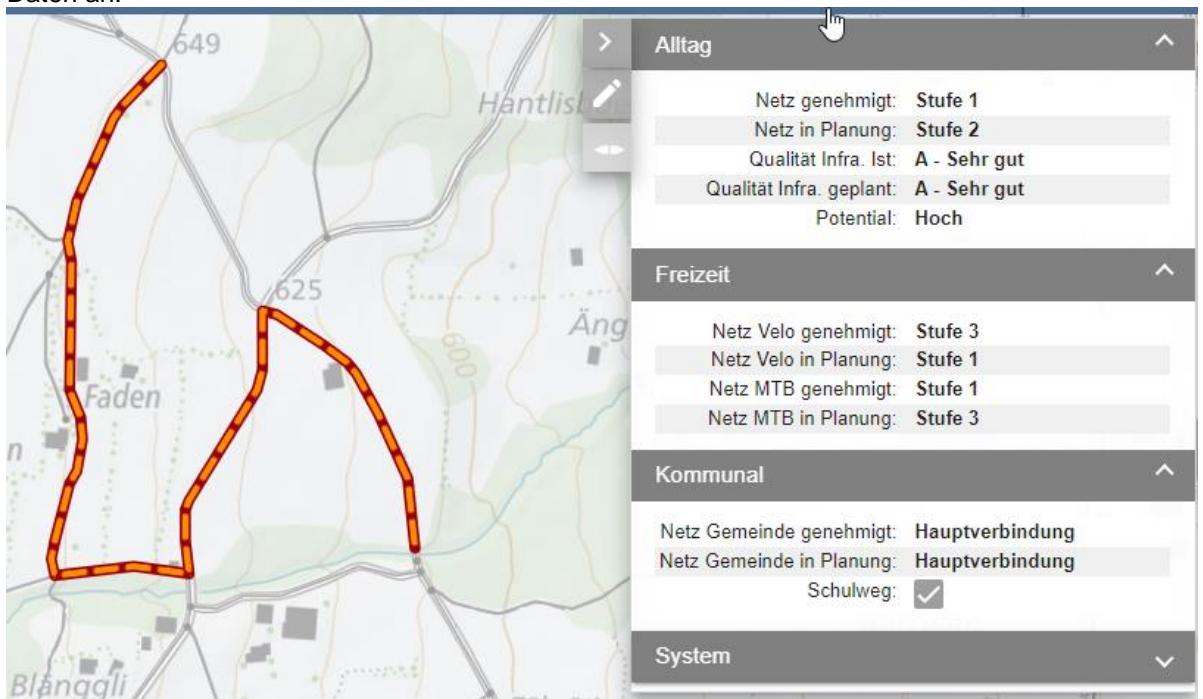 Daten an.
649
Häntlisb
625
Äng
600
Faden
n
Blänggli
Alltag
Netz genehmigt: Stufe 1
Netz in Planung: Stufe 2
Qualität Infra. Ist: A - Sehr gut
Qualität Infra. geplant: A - Sehr gut
Potential: Hoch
Freizeit
Netz Velo genehmigt: Stufe 3
Netz Velo in Planung: Stufe 1
Netz MTB genehmigt: Stufe 1
Netz MTB in Planung: Stufe 3
Kommunal
Netz Gemeinde genehmigt: Hauptverbindung
Netz Gemeinde in Planung: Hauptverbindung
Schulweg:
System